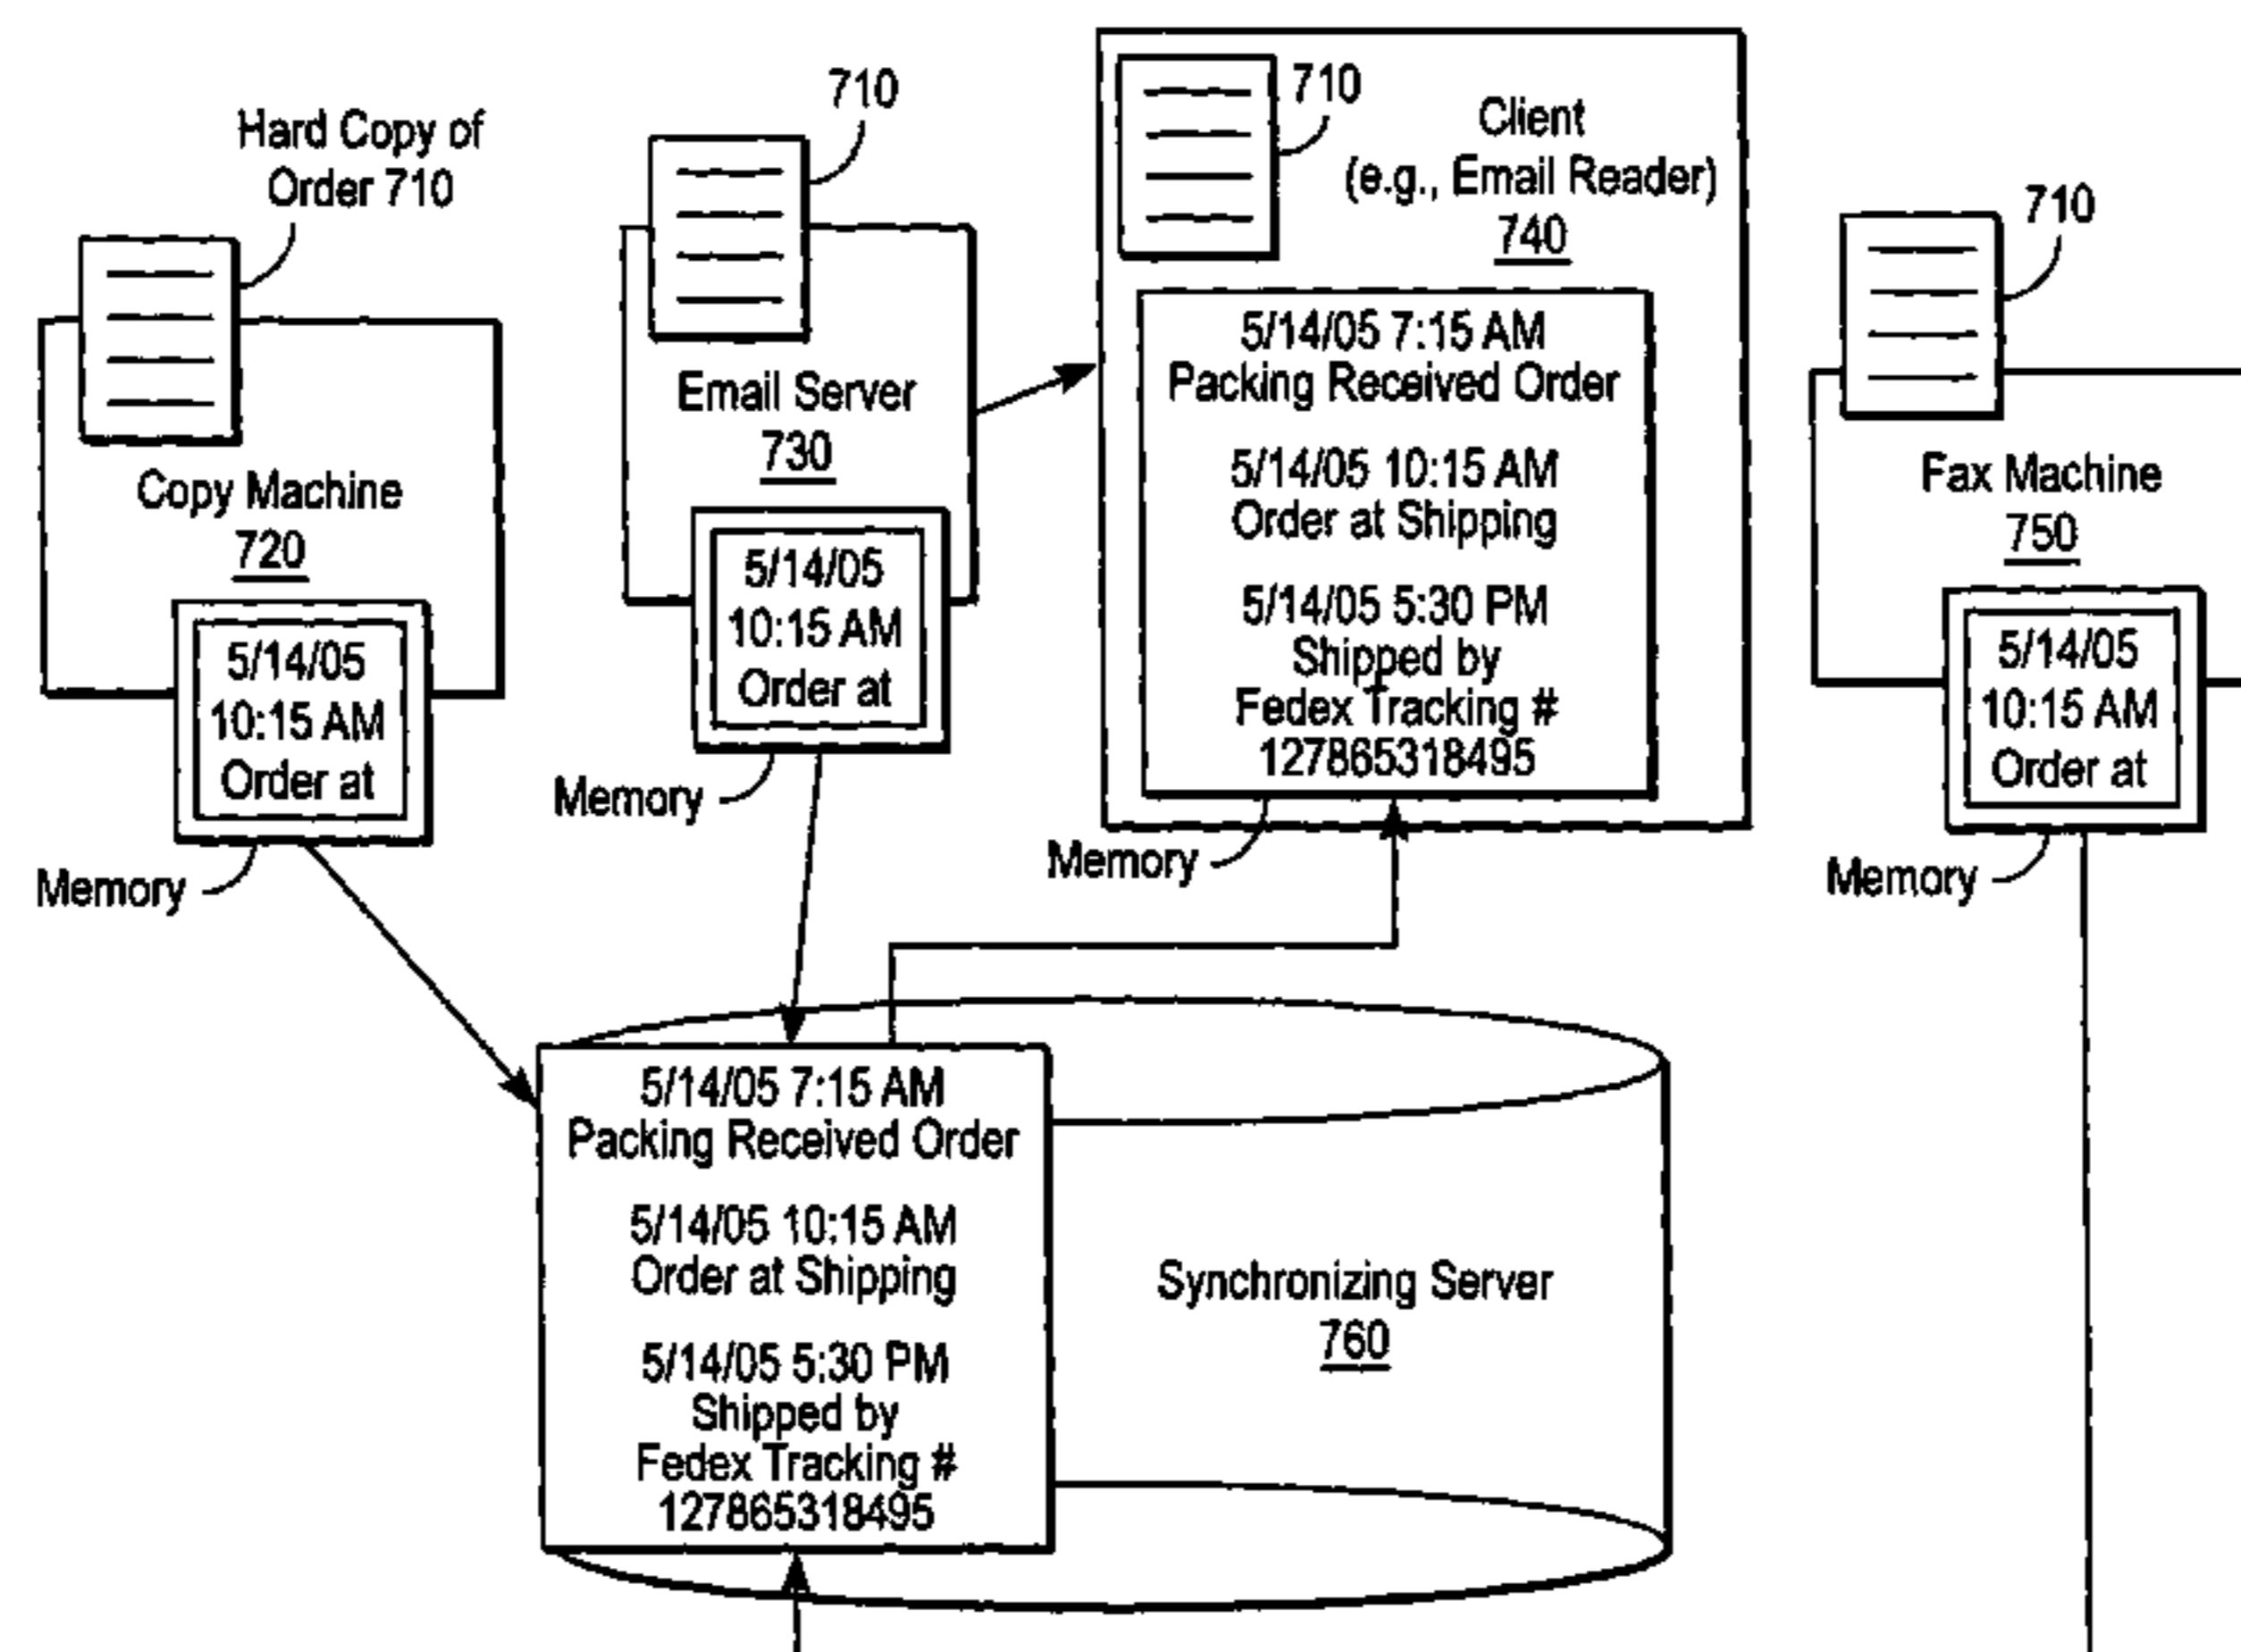 Hard Copy of
Order 710
Copy Machine
720
5/14/05
10:15 AM
Order at
Memory
710
Email Server
730
5/14/05
10:15 AM
Order at
Memory
710
Client
(e.g., Email Reader)
740
5/14/05 7:15 AM
Packing Received Order
5/14/05 10:15 AM
Order at Shipping
5/14/05 5:30 PM
Shipped by
Fedex Tracking #
127865318495
Memory
710
Fax Machine
750
5/14/05
10:15 AM
Order at
Memory
5/14/05 7:15 AM
Packing Received Order
5/14/05 10:15 AM
Order at Shipping
5/14/05 5:30 PM
Shipped by
Fedex Tracking #
127865318495
Synchronizing Server
760